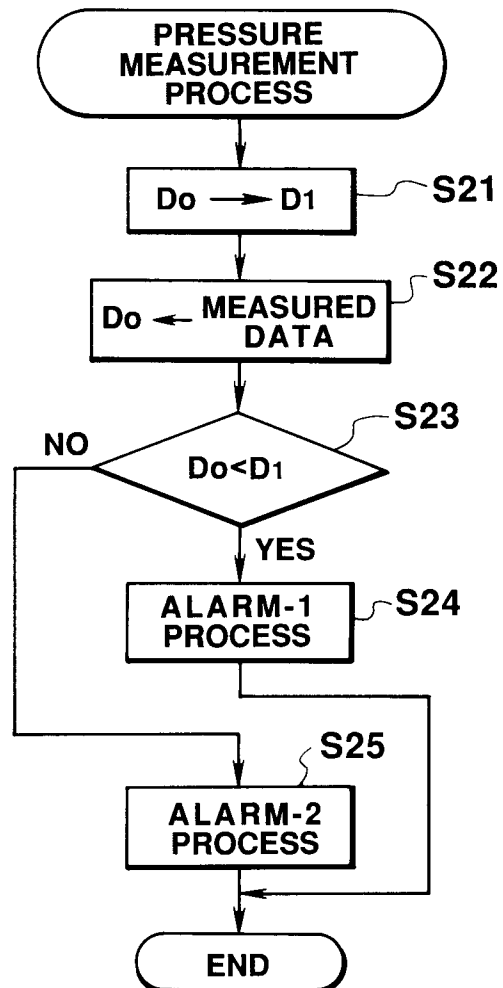 PRESSURE
MEASUREMENT
PROCESS
Do → D1
S21
S22
Do ← MEASURED
DATA
S23
NO
Do<D1
YES
ALARM-1
PROCESS
S24
S25
ALARM-2
PROCESS
END